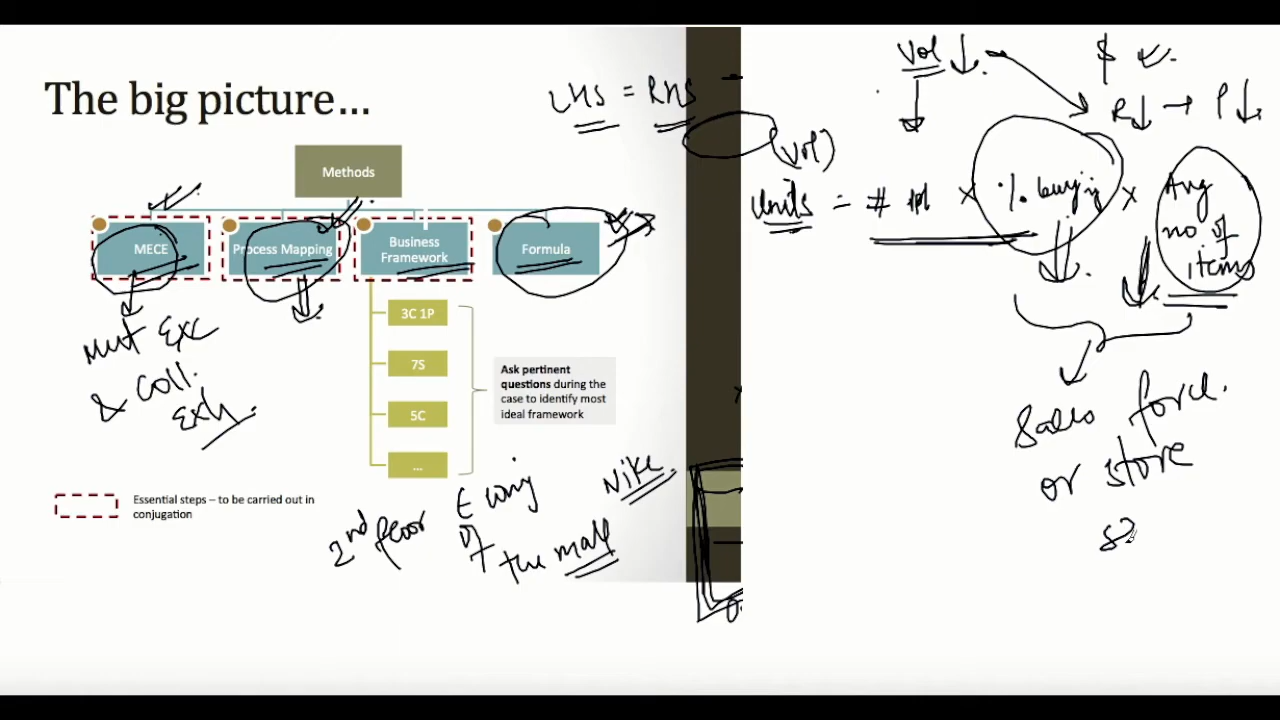 The big picture…
LHS = RHS
Methods
MECE
Process Mapping
Business
Framework
Formula
3C 1P
7S
5C
...
Ask pertinent
questions during the
case to identify most
ideal framework
Essential steps – to be carried out in
conjugation
Mut Exc
& Coll.
Exh
2nd floor E wing
of
the mall
Nike
Vol ↓
$
R↓ → P↓
(Vol)
Units = # ppl × % buying × Avg
no of
items
Sales force.
or store